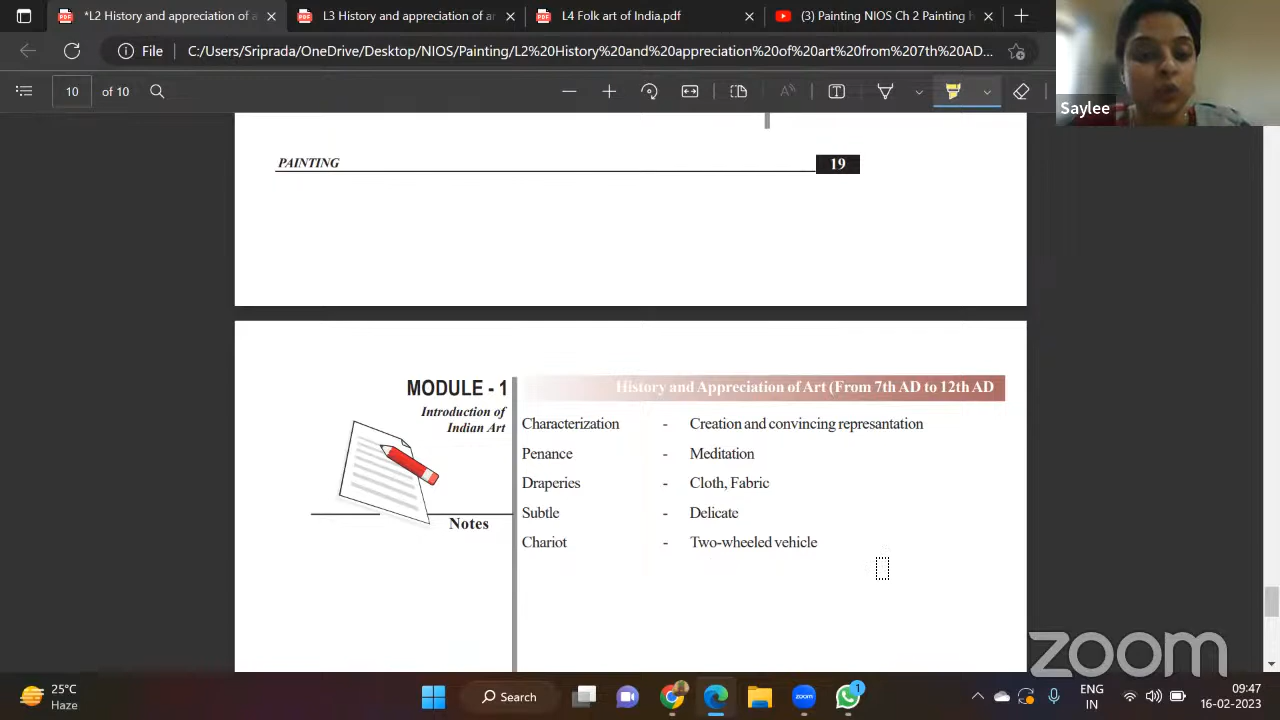 *L2 History and appreciation of a
L3 History and appreciation of art
L4 Folk art of India.pdf
(3) Painting NIOS Ch 2 Painting H
File
C:/Users/Sriprada/OneDrive/Desktop/NIOS/Painting/L2%20History%20and%20appreciation%20of%20art%20from%207th%20AD...
10 of 10
Saylee
PAINTING
19
MODULE - 1
Introduction of
Indian Art
Notes
History and Appreciation of Art (From 7th AD to 12th AD
Characterization - Creation and convincing represantation
Penance - Meditation
Draperies - Cloth, Fabric
Subtle - Delicate
Chariot - Two-wheeled vehicle
zoom
25°C
Haze
Search
zoom
1
ENG
IN
09:47
16-02-2023